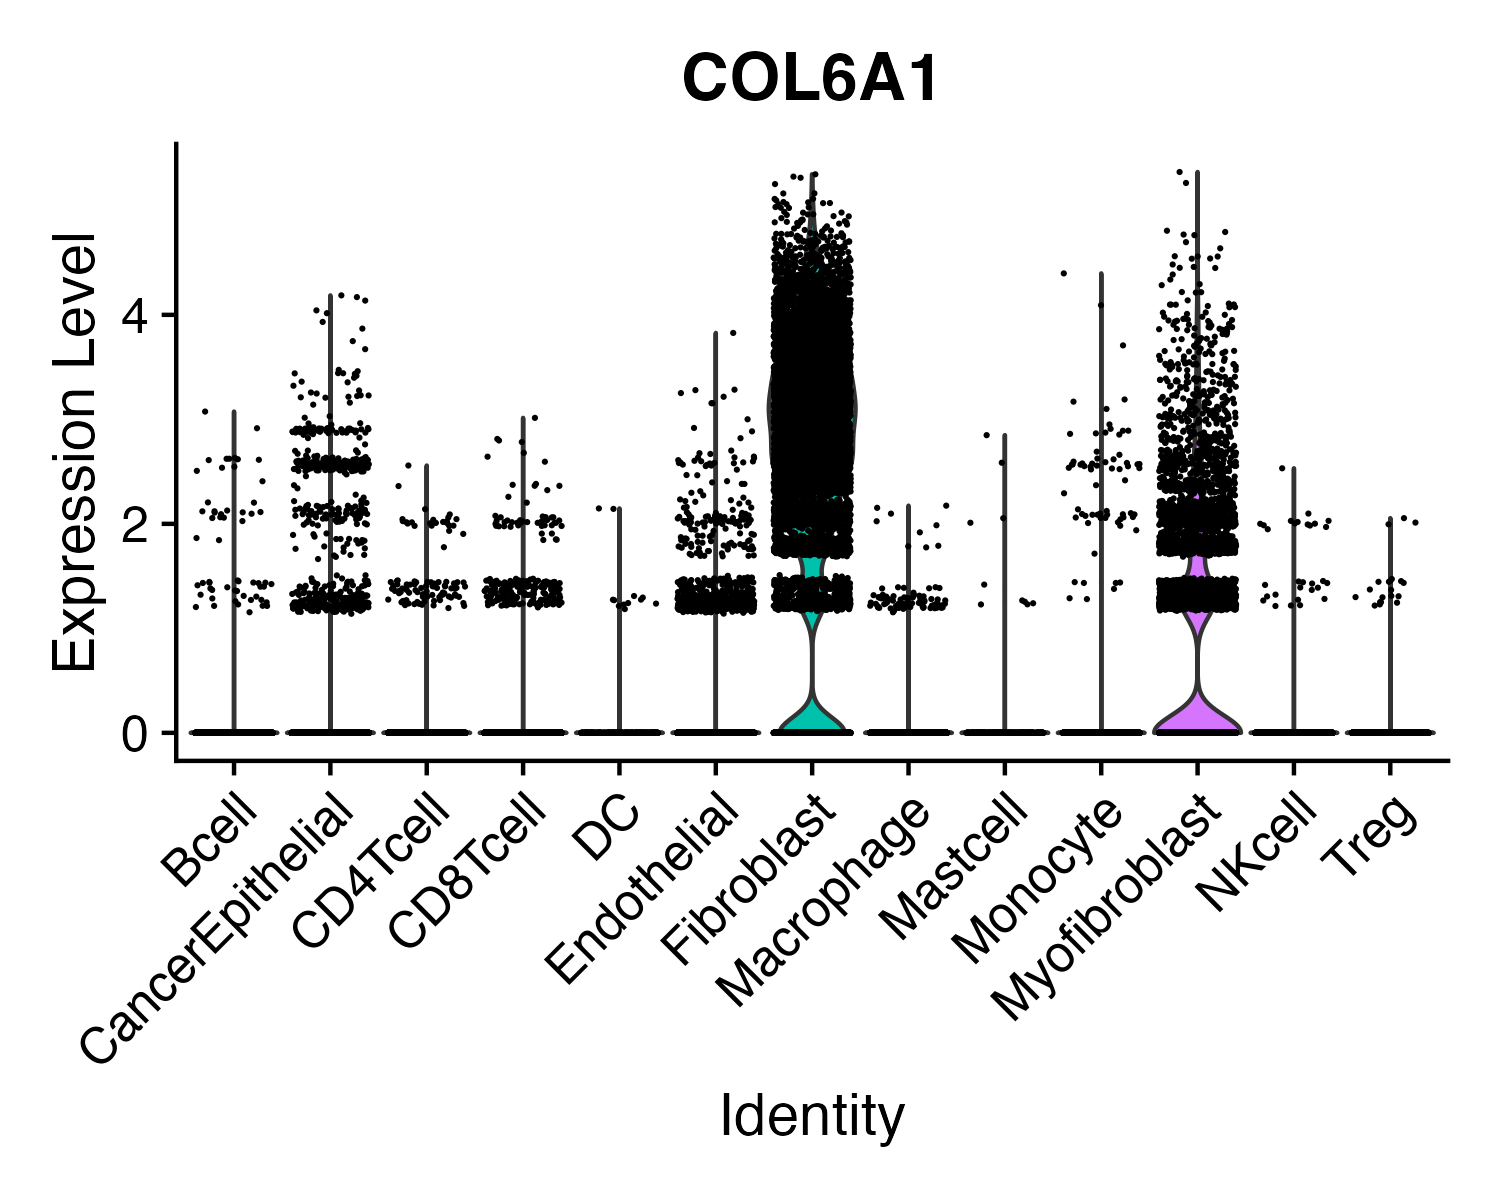 COL6A1
Expression Level
4
2
0
Bcell
CancerEpithelial
CD4Tcell
CD8Tcell
DC
Endothelial
Fibroblast
Macrophage
Mastcell
Monocyte
Myofibroblast
NKcell
Treg
Identity